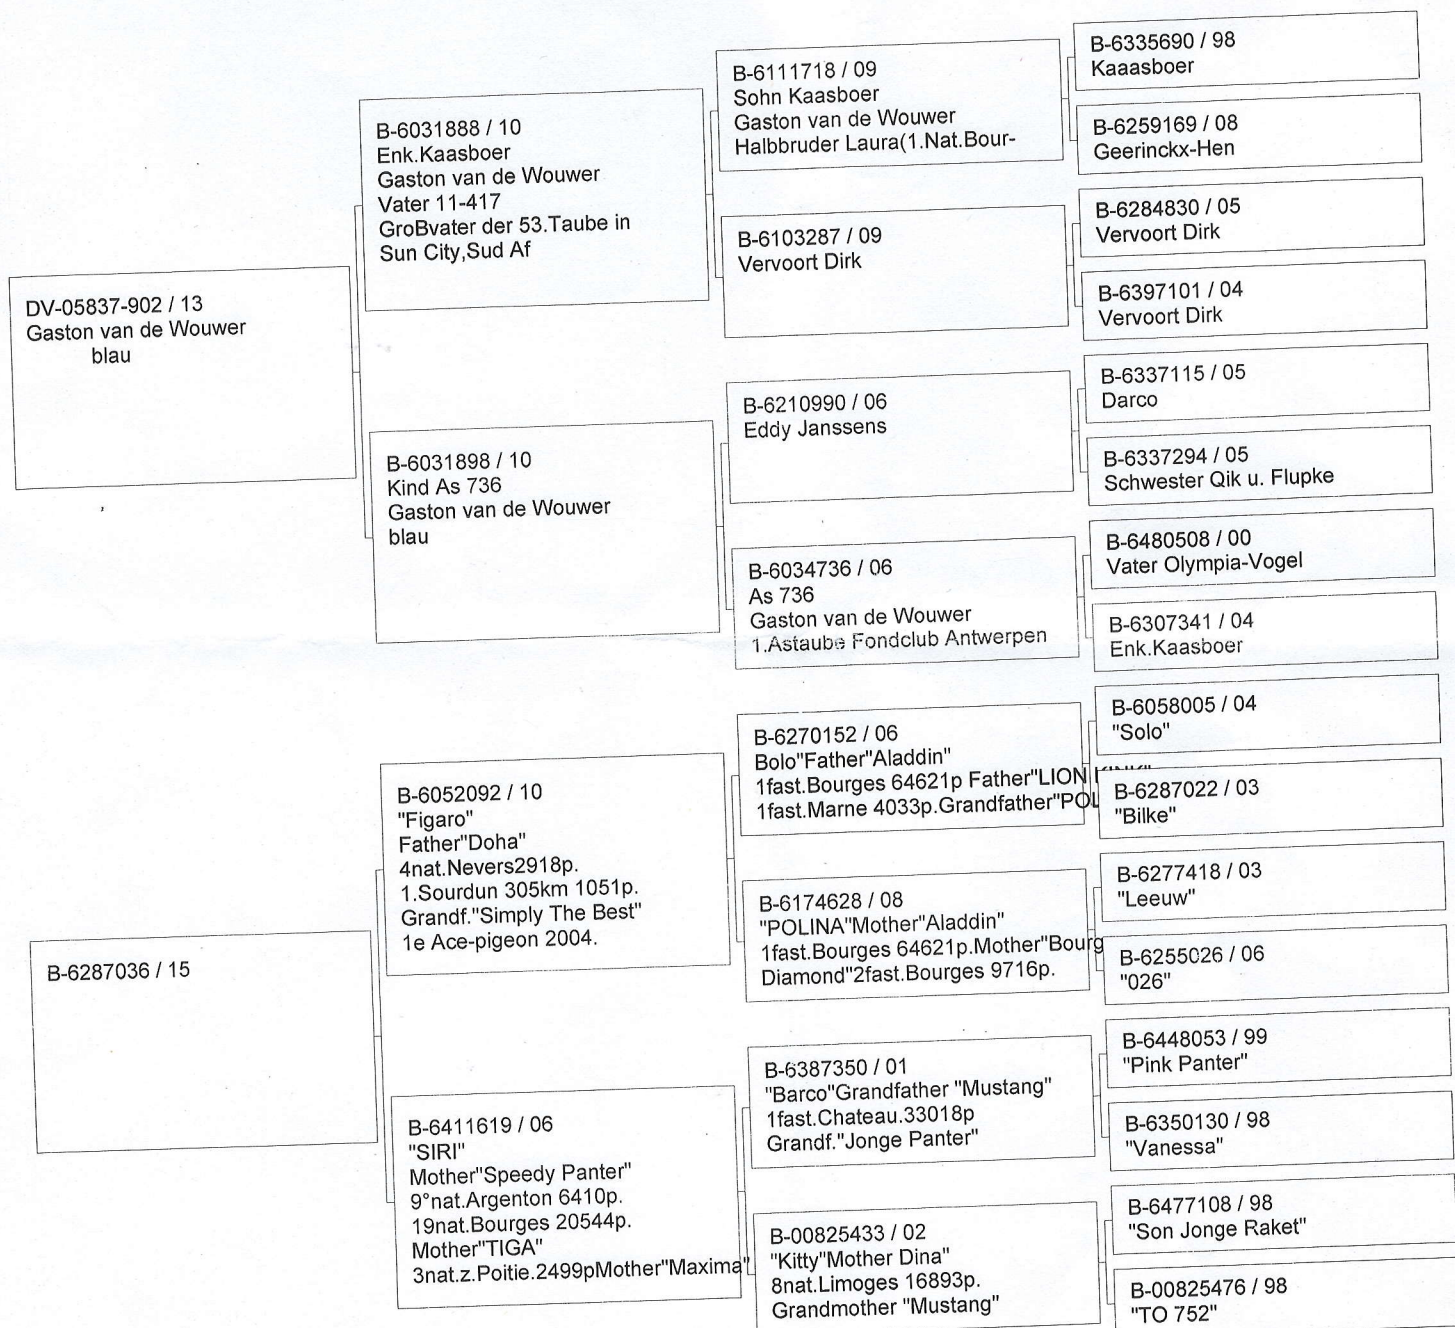 DV-05837-902 / 13
Gaston van de Wouwer
blau
B-6287036 / 15
B-6031888 / 10
Enk.Kaasboer
Gaston van de Wouwer
Vater 11-417
GroBvater der 53.Taube in
Sun City,Sud Af
B-6031898 / 10
Kind As 736
Gaston van de Wouwer
blau
B-6052092 / 10
"Figaro"
Father"Doha"
4nat.Nevers2918p.
1.Sourdun 305km 1051p.
Grandf."Simply The Best"
1e Ace-pigeon 2004.
B-6411619 / 06
"SIRI"
Mother"Speedy Panter"
9°nat.Argenton 6410p.
19nat.Bourges 20544p.
Mother"TIGA"
3nat.z.Poitie.2499pMother"Maxima"
B-6111718 / 09
Sohn Kaasboer
Gaston van de Wouwer
Halbbruder Laura(1.Nat.Bour-
B-6103287 / 09
Vervoort Dirk
B-6210990 / 06
Eddy Janssens
B-6034736 / 06
As 736
Gaston van de Wouwer
1.Astaube Fondclub Antwerpen
B-6270152 / 06
Bolo"Father"Aladdin"
1fast.Bourges 64621p Father"LION
1fast.Marne 4033p.Grandfather"POL
B-6174628 / 08
"POLINA"Mother"Aladdin"
1fast.Bourges 64621p.Mother"Bourg
Diamond"2fast.Bourges 9716p.
B-6387350 / 01
"Barco"Grandfather "Mustang"
1fast.Chateau.33018p
Grandf."Jonge Panter"
B-00825433 / 02
"Kitty"Mother Dina"
8nat.Limoges 16893p.
Grandmother "Mustang"
B-6335690 / 98
Kaaasboer
B-6259169 / 08
Geerinckx-Hen
B-6284830 / 05
Vervoort Dirk
B-6397101 / 04
Vervoort Dirk
B-6337115 / 05
Darco
B-6337294 / 05
Schwester Qik u. Flupke
B-6480508 / 00
Vater Olympia-Vogel
B-6307341 / 04
Enk.Kaasboer
B-6058005 / 04
"Solo"
B-6287022 / 03
"Bilke"
B-6277418 / 03
"Leeuw"
B-6255026 / 06
"026"
B-6448053 / 99
"Pink Panter"
B-6350130 / 98
"Vanessa"
B-6477108 / 98
"Son Jonge Raket"
B-00825476 / 98
"TO 752"